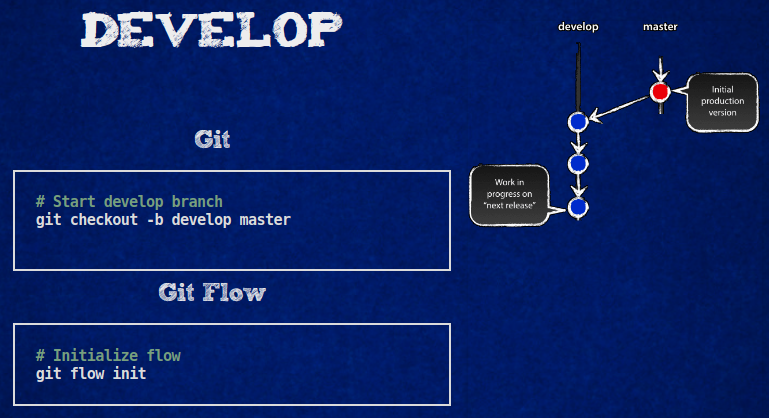 DEVELOP
Git
# Start develop branch
git checkout -b develop master
Git Flow
# Initialize flow
git flow init
develop
master
Initial
production
version
Work in
progress on
"next release"